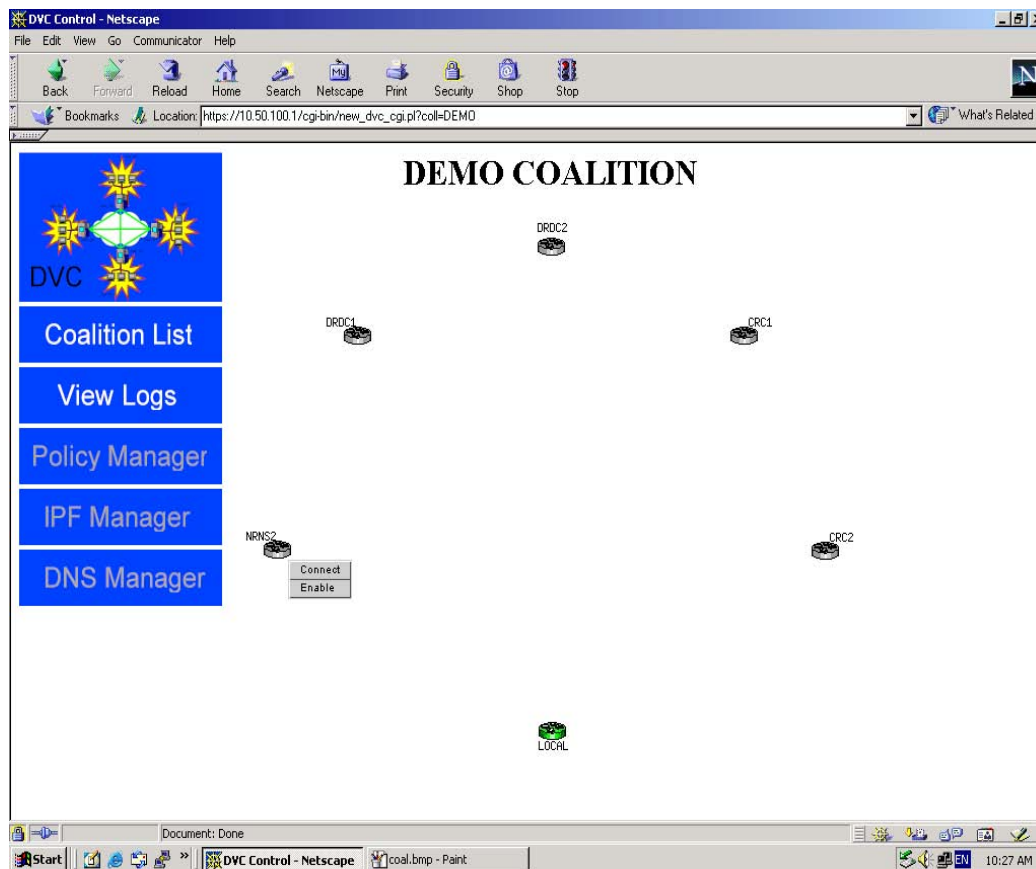 DVC Control - Netscape
File Edit View Go Communicator Help
Back Forward Reload Home Search Netscape Print Security Shop Stop
My
N
Bookmarks Location: https://10.50.100.1/cgi-bin/new_dvc_cgi.pl?coll=DEMO What's Related
DEMO COALITION
DVC
Coalition List
View Logs
Policy Manager
IPF Manager
DNS Manager
DRDC2
DRDC1
CRC1
NRNS2
Connect
Enable
CRC2
LOCAL
Document: Done
Start » DVC Control - Netscape coal.bmp - Paint EN 10:27 AM